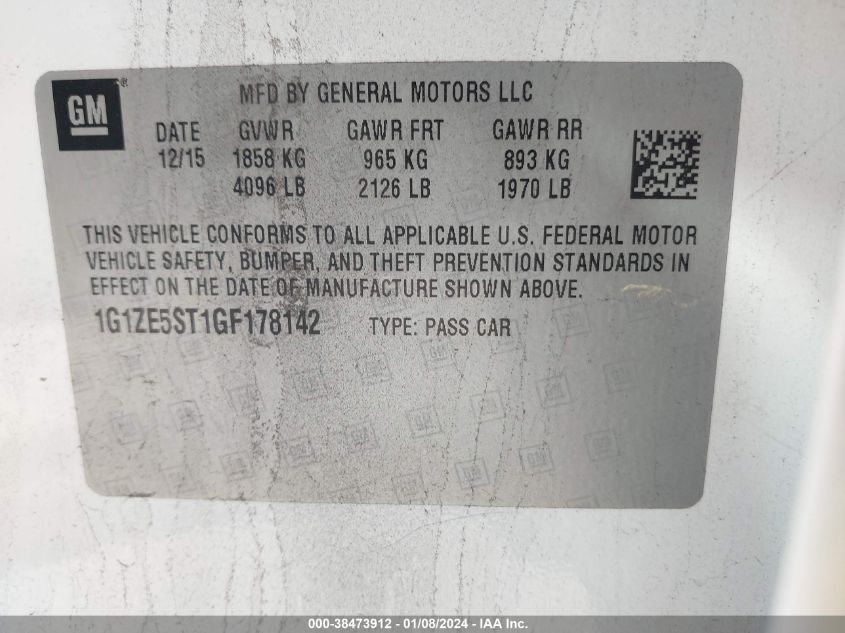 GM ®
MFD BY GENERAL MOTORS LLC
DATE GVWR GAWR FRT GAWR RR
12/15 1858 KG 965 KG 893 KG
4096 LB 2126 LB 1970 LB
THIS VEHICLE CONFORMS TO ALL APPLICABLE U.S. FEDERAL MOTOR
VEHICLE SAFETY, BUMPER, AND THEFT PREVENTION STANDARDS IN
EFFECT ON THE DATE OF MANUFACTURE SHOWN ABOVE.
1G1ZE5ST1GF178142 TYPE: PASS CAR
000-38473912 - 01/08/2024 - IAA Inc.